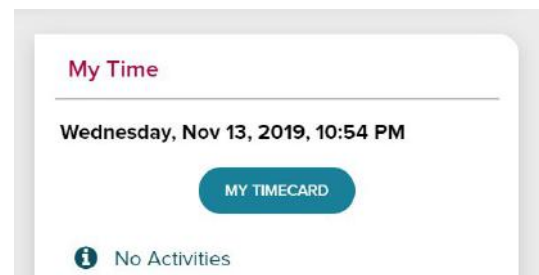 My Time
Wednesday, Nov 13, 2019, 10:54 PM
MY TIMECARD
No Activities